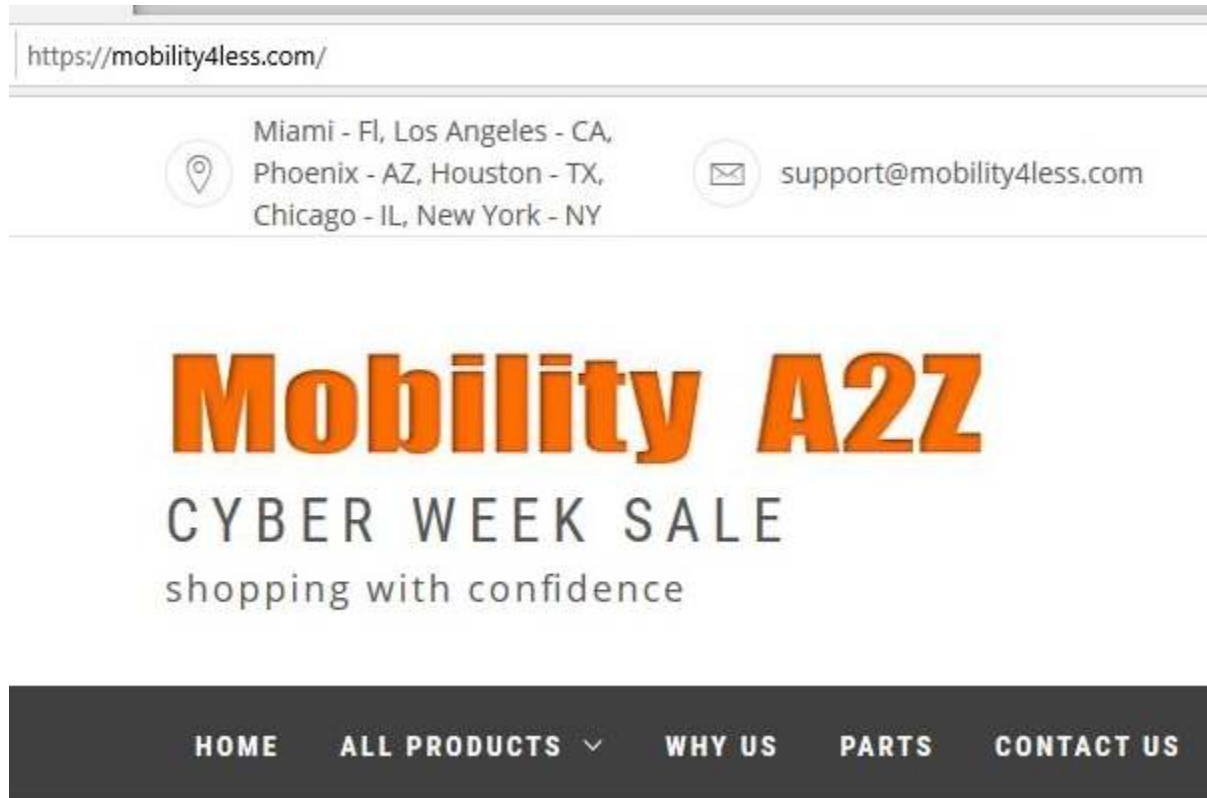 https://mobility4less.com/
Miami - Fl, Los Angeles - CA,
Phoenix - AZ, Houston - TX,
Chicago - IL, New York - NY
support@mobility4less.com
Mobility A2Z
CYBER WEEK SALE
shopping with confidence
HOME ALL PRODUCTS WHY US PARTS CONTACT US